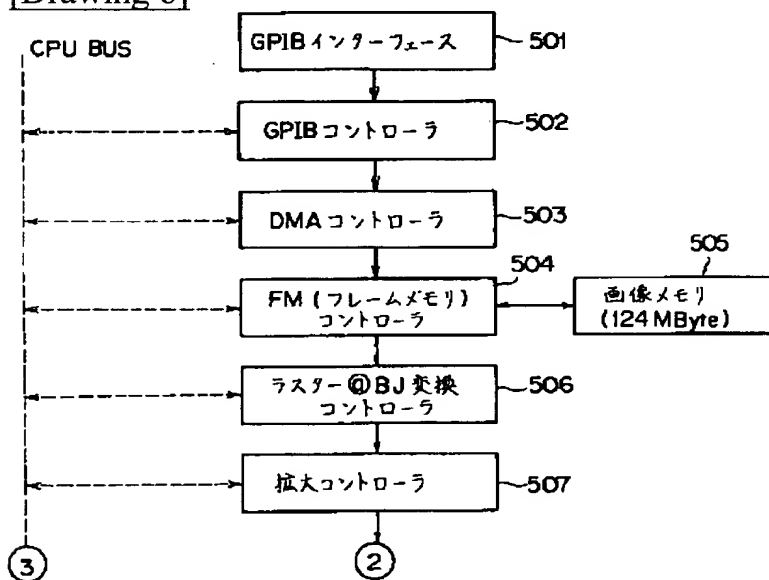 CPU BUS
GPIBインターフェース
501
GPIBコントローラ
502
DMAコントローラ
503
504
505
FM(フレームメモリ)
コントローラ
画像メモリ
(124MByte)
ラスター@BJ変換
コントローラ
506
拡大コントローラ
507
3
2